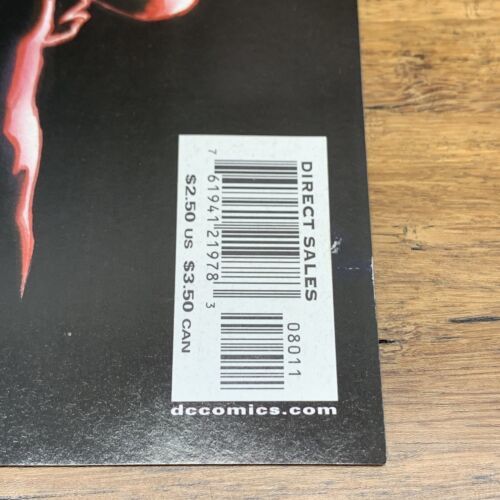 DIRECT SALES
7 61941 21978 3
08011
$2.50 US $3.50 CAN
dccomics.com